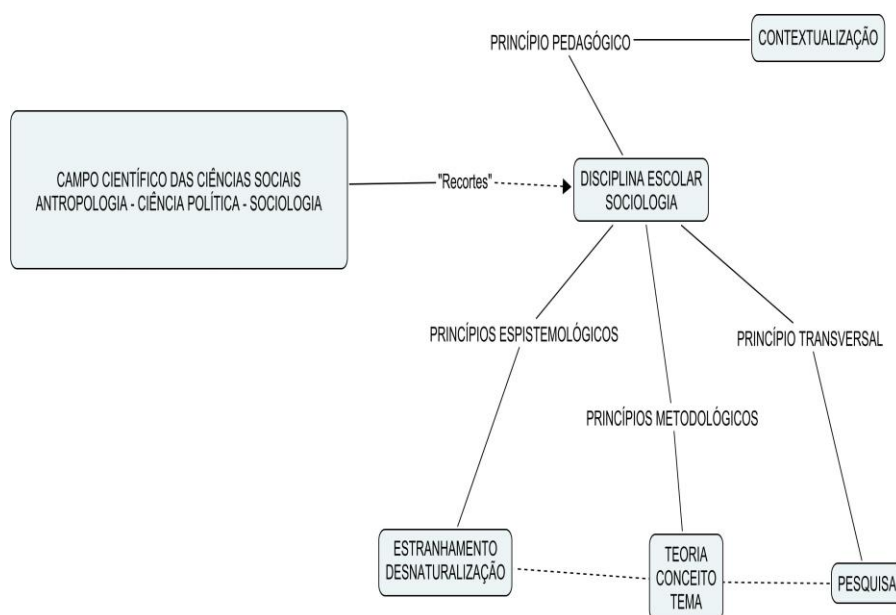 PRINCÍPIO PEDAGÓGICO
CONTEXTUALIZAÇÃO
CAMPO CIENTÍFICO DAS CIÊNCIAS SOCIAIS
ANTROPOLOGIA - CIÊNCIA POLÍTICA - SOCIOLOGIA
"Recortes"
DISCIPLINA ESCOLAR
SOCIOLOGIA
PRINCÍPIOS ESPISTEMOLÓGICOS
PRINCÍPIO TRANSVERSAL
PRINCÍPIOS METODOLÓGICOS
ESTRANHAMENTO
DESNATURALIZAÇÃO
TEORIA
CONCEITO
TEMA
PESQUISA